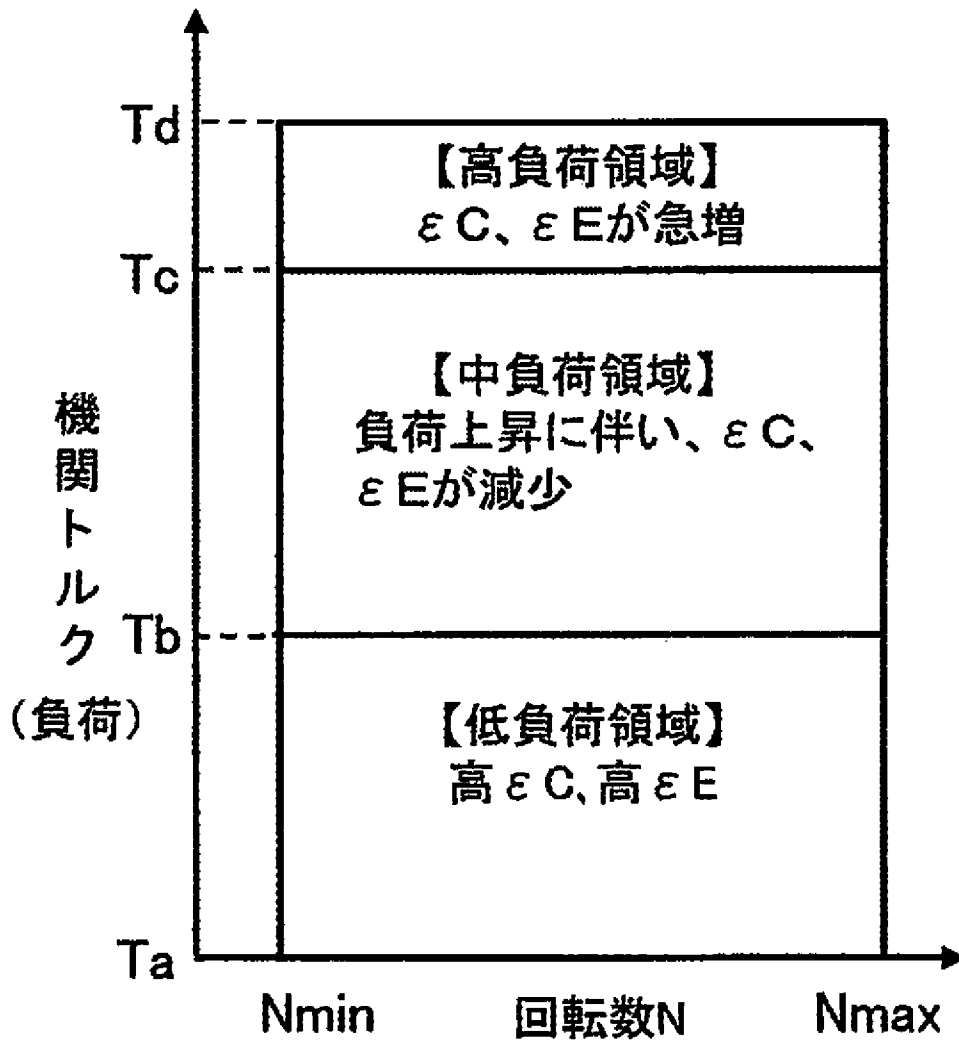 Td
【高負荷領域】
εC、εEが急増
Tc
【中負荷領域】
負荷上昇に伴い、εC、
εEが減少
機関トルク
(負荷)
Tb
【低負荷領域】
高εC、高εE
Ta
Nmin
回転数N
Nmax